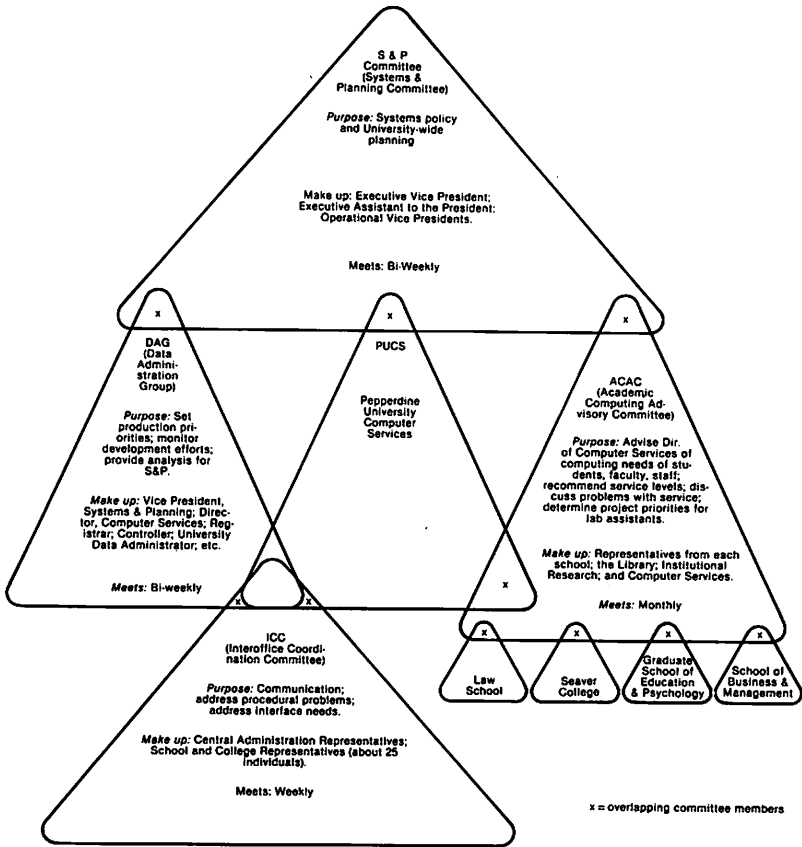 S & P
Committee
(Systems &
Planning Committee)
Purpose: Systems policy
and University-wide
planning
Make up: Executive Vice President;
Executive Assistant to the President;
Operational Vice Presidents.
Meets: Bi-Weekly
x
x
x
DAG
(Data
Admini-
stration
Group)
Purpose: Set
production pri-
orities; monitor
development efforts;
provide analysis for
S&P.
Make up: Vice President,
Systems & Planning; Direc-
tor, Computer Services; Reg-
istrar; Controller; University
Data Administrator; etc.
Meets: Bi-weekly
PUCS
Pepperdine
University
Computer
Services
ACAC
(Academic
Computing Ad-
visory Committee)
Purpose: Advise Dir.
of Computer Services of
computing needs of stu-
dents, faculty, staff;
recommend service levels; dis-
cuss problems with service;
determine project priorities for
lab assistants.
Make up: Representatives from each
school; the Library; Institutional
Research; and Computer Services.
Meets: Monthly
x
x
x
x
x
x
x
Law
School
Seaver
College
Graduate
School of
Education
& Psychology
School of
Business &
Management
ICC
(Interoffice Coordi-
nation Committee)
Purpose: Communication;
address procedural problems;
address interface needs.
Make up: Central Administration Representatives;
School and College Representatives (about 25
individuals).
Meets: Weekly
x = overlapping committee members